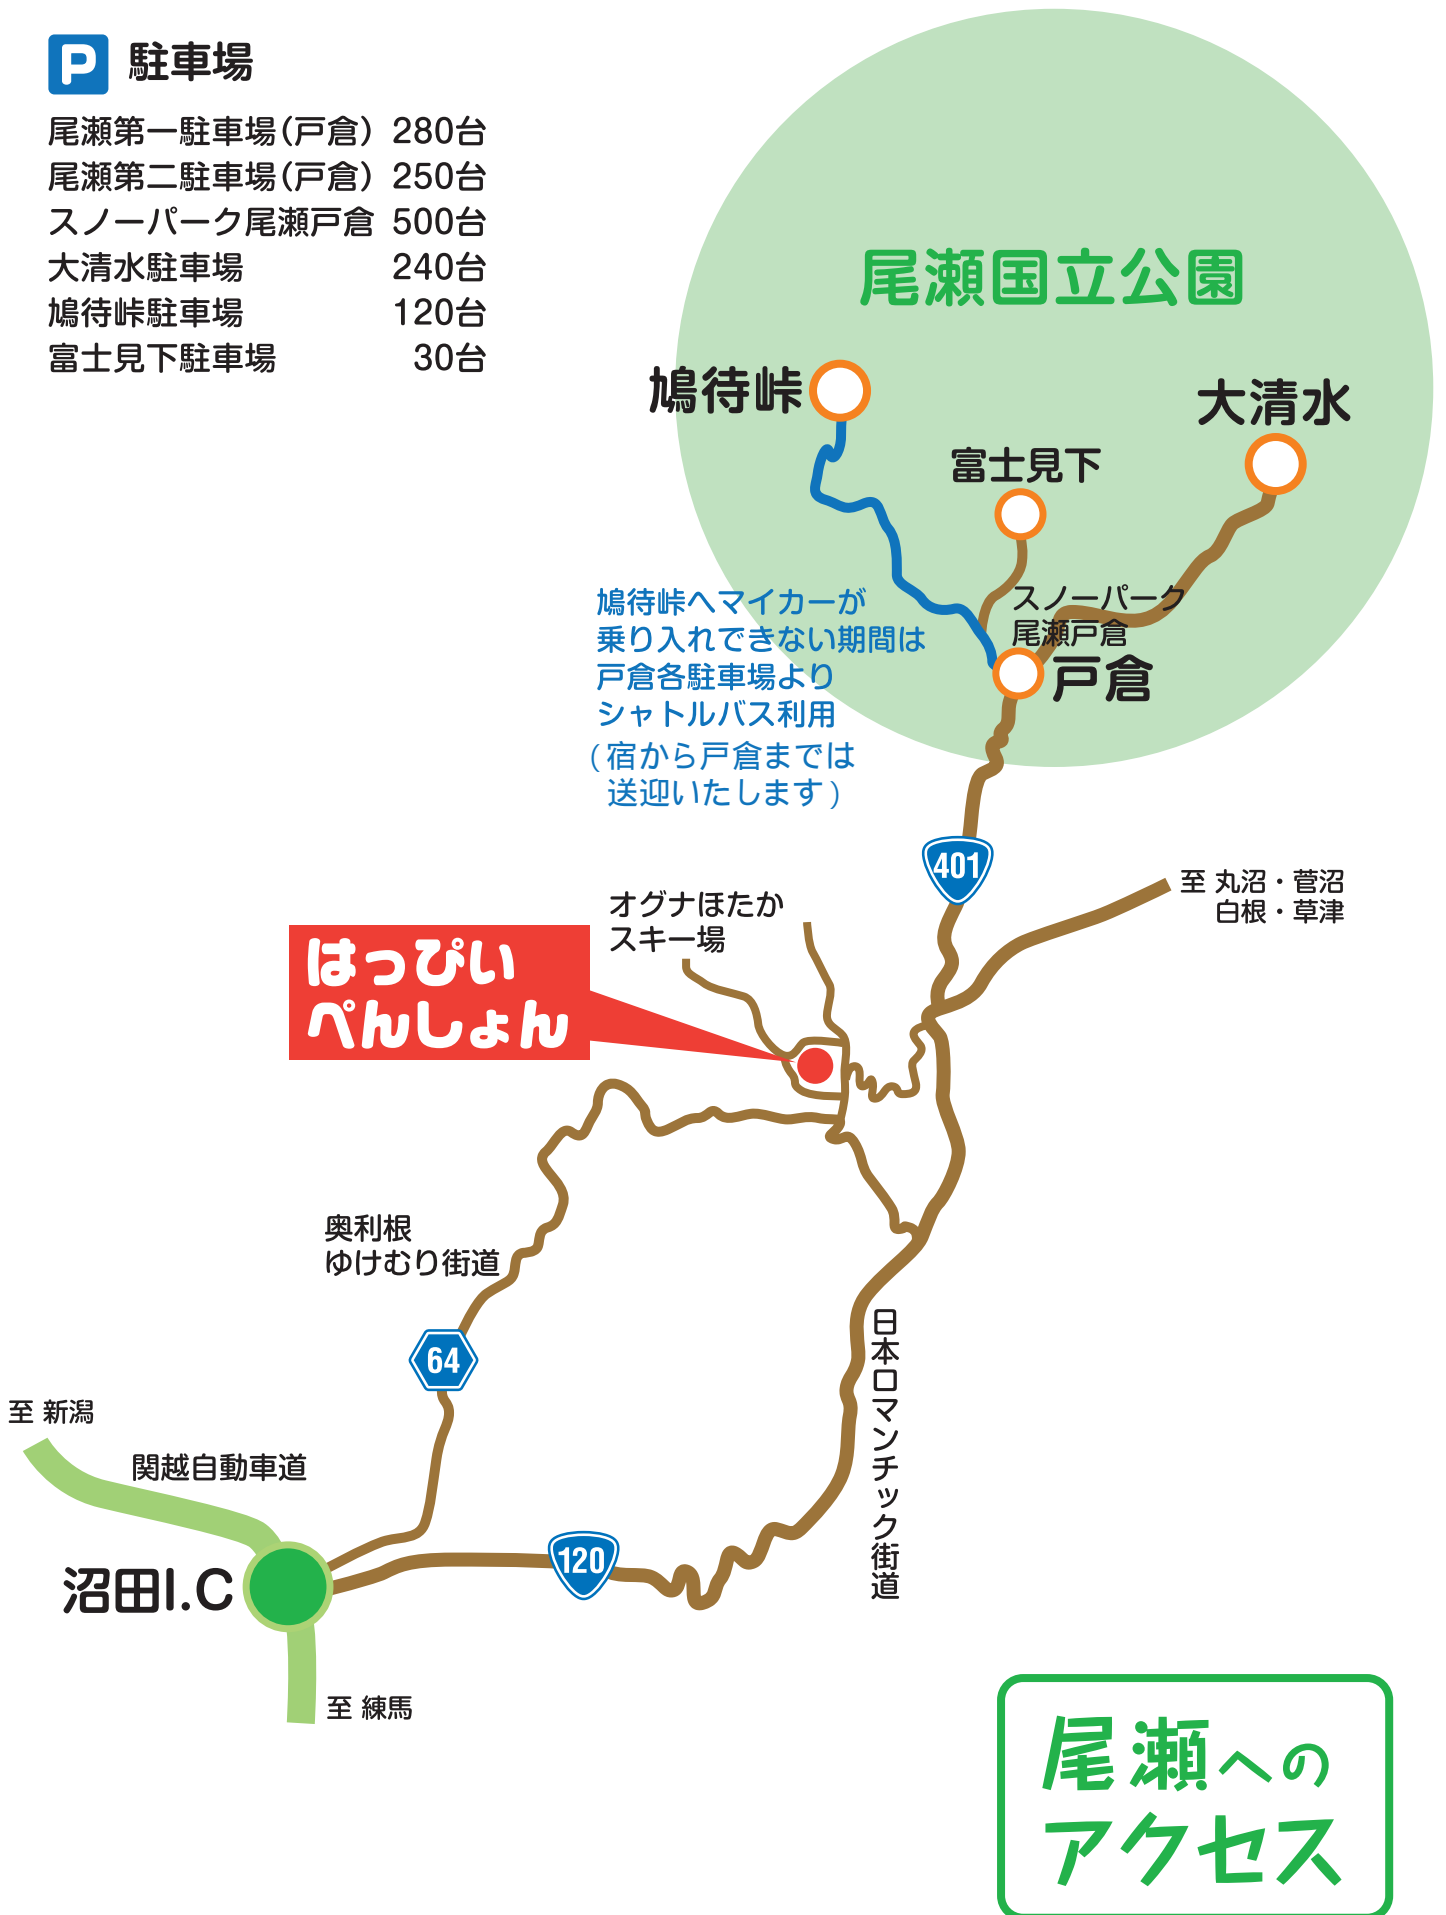 P 駐車場
尾瀬第一駐車場(戸倉) 280台
尾瀬第二駐車場(戸倉) 250台
スノーパーク尾瀬戸倉 500台
大清水駐車場 240台
鳩待峠駐車場 120台
富士見下駐車場 30台
尾瀬国立公園
鳩待峠
大清水
富士見下
鳩待峠へマイカーが
乗り入れできない期間は
戸倉各駐車場より
シャトルバス利用
(宿から戸倉までは
送迎いたします)
スノーパーク
尾瀬戸倉
戸倉
401
至 丸沼・菅沼
白根・草津
オグナほたか
スキー場
はっぴぃ
ぺんしょん
奥利根
ゆけむり街道
64
日本ロマンチック街道
至 新潟
関越自動車道
沼田I.C
120
至 練馬
尾瀬への
アクセス